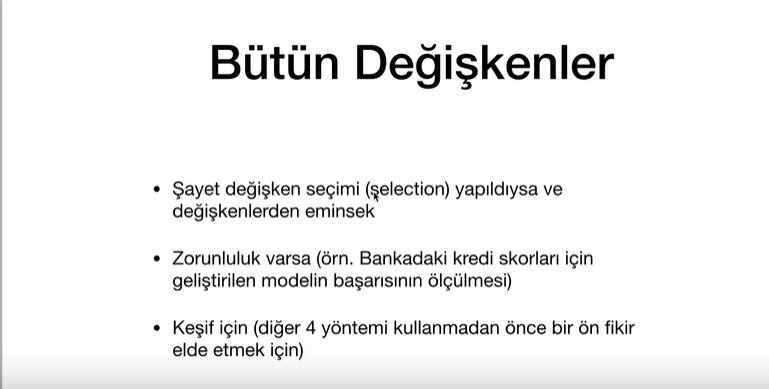 Bütün Değişkenler
• Şayet değişken seçimi (selection) yapıldıysa ve
değişkenlerden eminsek
• Zorunluluk varsa (örn. Bankadaki kredi skorları için
geliştirilen modelin başarısının ölçülmesi)
• Keşif için (diğer 4 yöntemi kullanmadan önce bir ön fikir
elde etmek için)